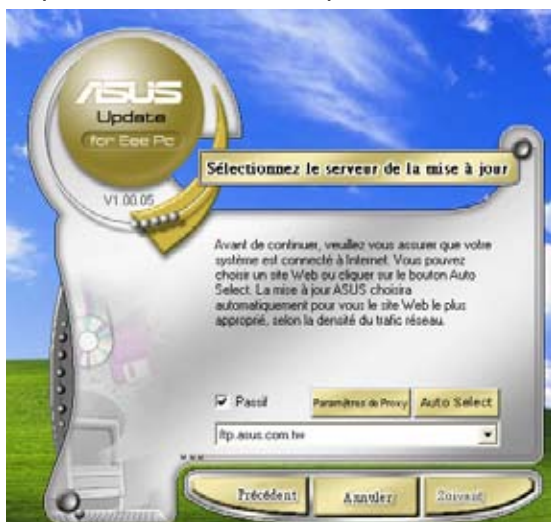 ASUS
Update
for Eee Pc
V1.00.05
Sélectionnez le serveur de la mise à jour
Avant de continuer, veuillez vous assurer que votre
système est connecté à Internet. Vous pouvez
choisir un site Web ou cliquer sur le bouton Auto
Select. La mise à jour ASUS choisira
automatiquement pour vous le site Web le plus
approprié, selon la densité du trafic réseau.
Passif
Paramètres de Proxy
Auto Select
ftp.asus.com.tw
Précédent
Annuler
Suivant